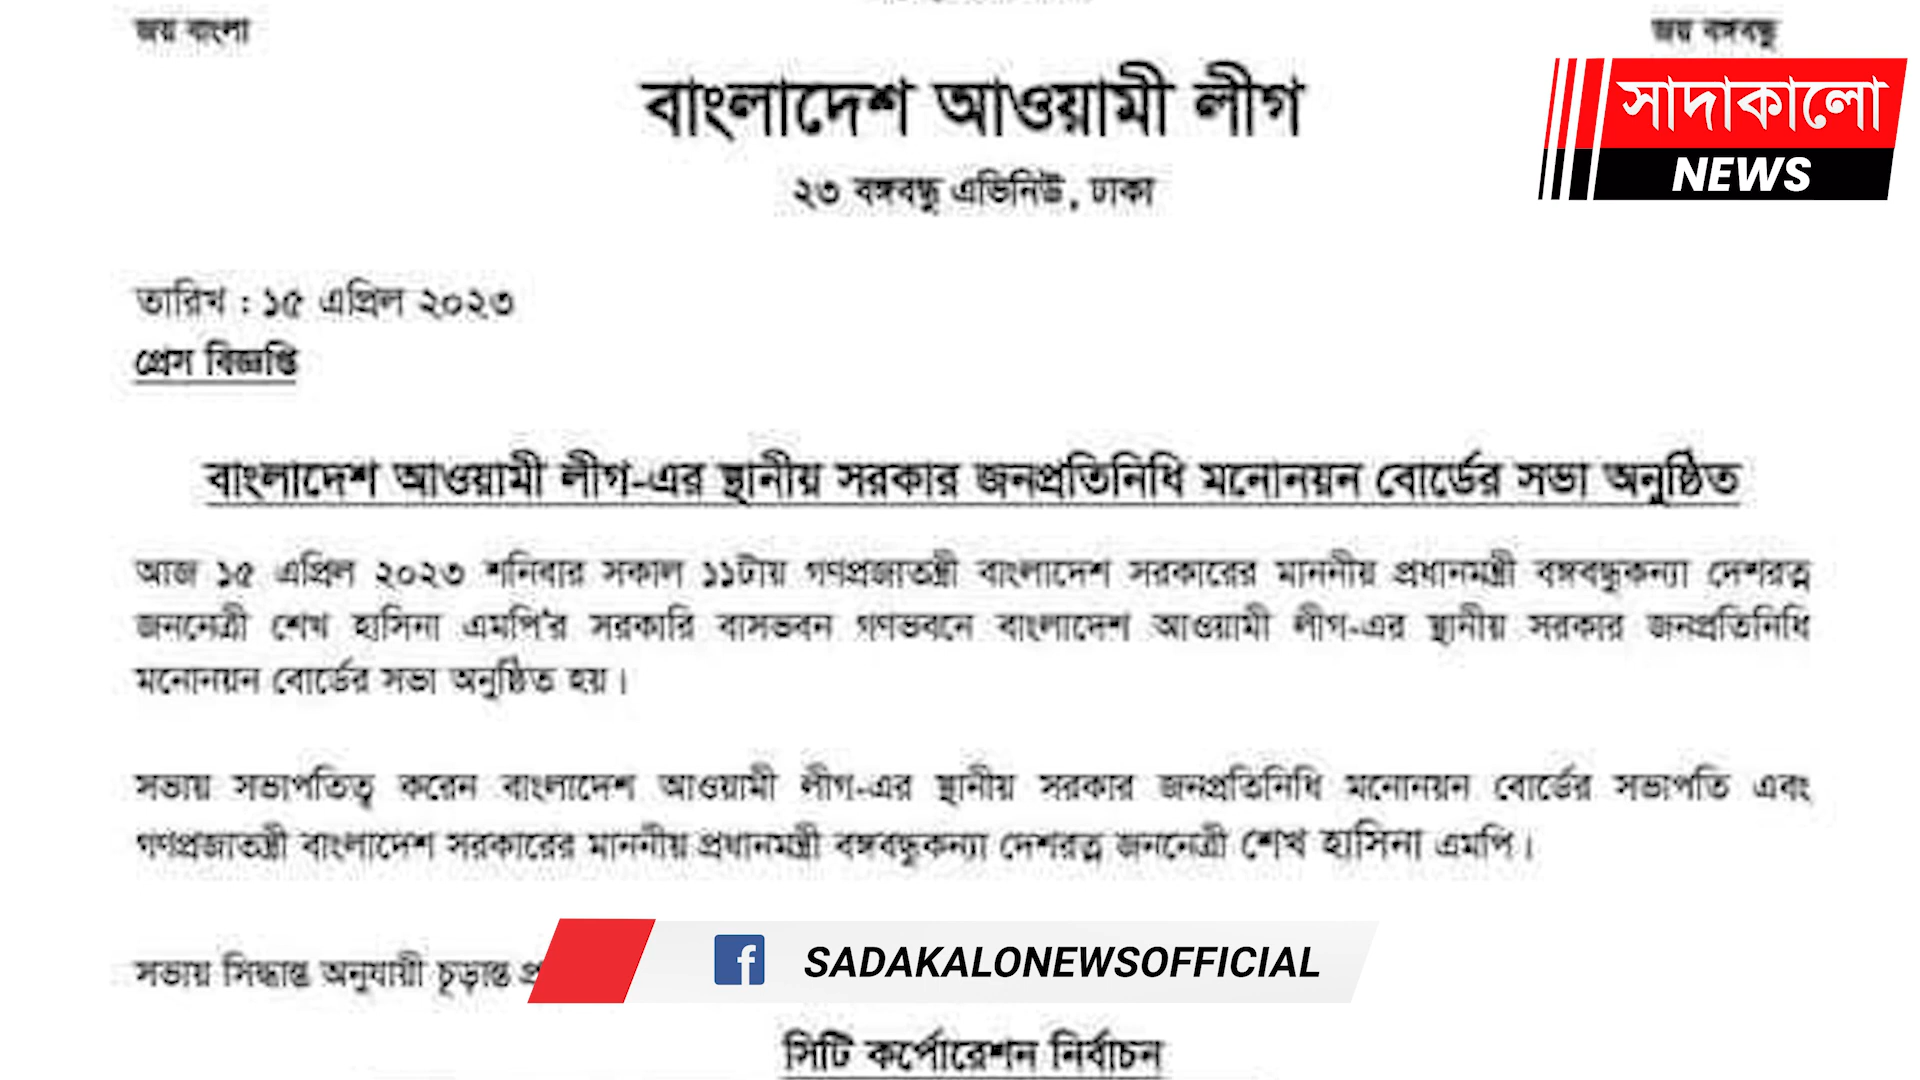 জয় বাংলা
জয় বঙ্গবন্ধু
বাংলাদেশ আওয়ামী লীগ
সাদাকালো
NEWS
২৩ বঙ্গবন্ধু এভিনিউ, ঢাকা
তারিখ : ১৫ এপ্রিল ২০২৩
প্রেস বিজ্ঞপ্তি
বাংলাদেশ আওয়ামী লীগ-এর স্থানীয় সরকার জনপ্রতিনিধি মনোনয়ন বোর্ডের সভা অনুষ্ঠিত
আজ ১৫ এপ্রিল ২০২৩ শনিবার সকাল ১১টায় গণপ্রজাতন্ত্রী বাংলাদেশ সরকারের মাননীয় প্রধানমন্ত্রী বঙ্গবন্ধুকন্যা দেশরত্ন
জননেত্রী শেখ হাসিনা এমপি'র সরকারি বাসভবন গণভবনে বাংলাদেশ আওয়ামী লীগ-এর স্থানীয় সরকার জনপ্রতিনিধি
মনোনয়ন বোর্ডের সভা অনুষ্ঠিত হয়।
সভায় সভাপতিত্ব করেন বাংলাদেশ আওয়ামী লীগ-এর স্থানীয় সরকার জনপ্রতিনিধি মনোনয়ন বোর্ডের সভাপতি এবং
গণপ্রজাতন্ত্রী বাংলাদেশ সরকারের মাননীয় প্রধানমন্ত্রী বঙ্গবন্ধুকন্যা দেশরত্ন জননেত্রী শেখ হাসিনা এমপি।
সভায় সিদ্ধান্ত অনুযায়ী চূড়ান্ত
SADAKALONEWSOFFICIAL
সিটি কর্পোরেশন নির্বাচন